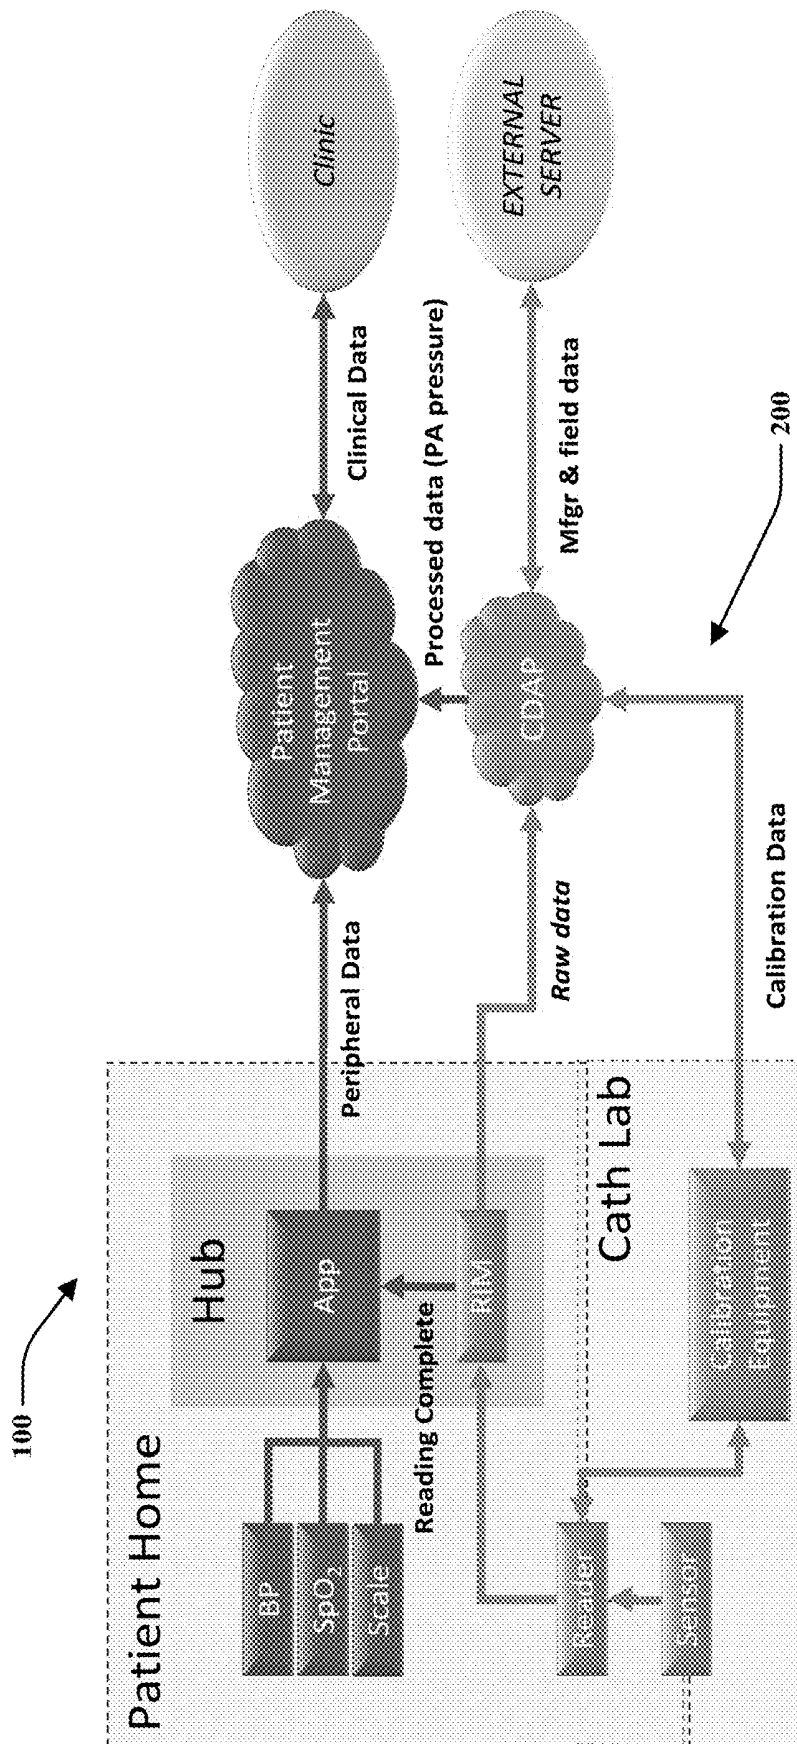 100
Patient Home
BP
SpO₂
Scale
Hub
App
Reading Complete
RIM
Reader
Sensor
Cath Lab
Calibration
Equipment
Peripheral Data
Raw data
Calibration Data
Patient
Management
Portal
CDAP
Processed data (PA pressure)
Clinical Data
Mfgr & field data
Clinic
EXTERNAL
SERVER
200